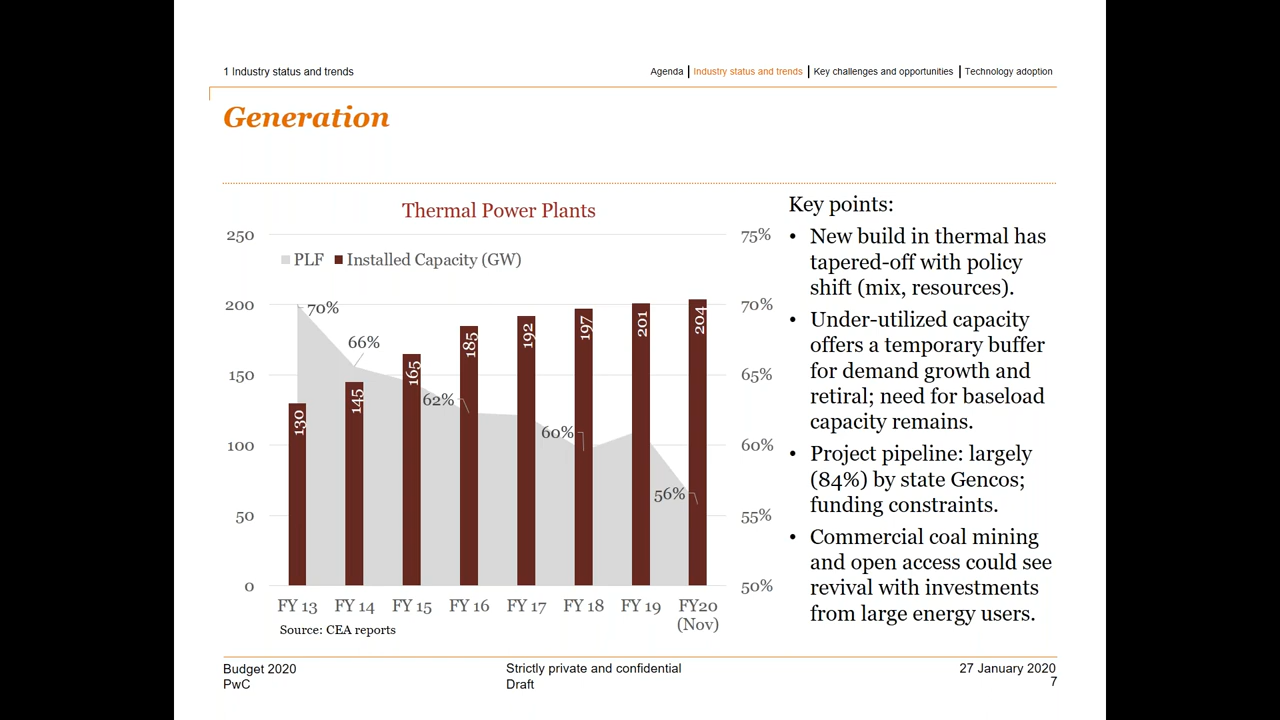 1 Industry status and trends
Agenda | Industry status and trends | Key challenges and opportunities | Technology adoption
Generation
Thermal Power Plants
PLF Installed Capacity (GW)
250
200
150
100
50
0
75%
70%
65%
60%
55%
50%
70%
66%
62%
60%
56%
130
145
165
185
192
197
201
204
FY 13 FY 14 FY 15 FY 16 FY 17 FY 18 FY 19 FY20
(Nov)
Source: CEA reports
Key points:
• New build in thermal has
tapered-off with policy
shift (mix, resources).
• Under-utilized capacity
offers a temporary buffer
for demand growth and
retiral; need for baseload
capacity remains.
• Project pipeline: largely
(84%) by state Gencos;
funding constraints.
• Commercial coal mining
and open access could see
revival with investments
from large energy users.
Budget 2020
PwC
Strictly private and confidential
Draft
27 January 2020
7